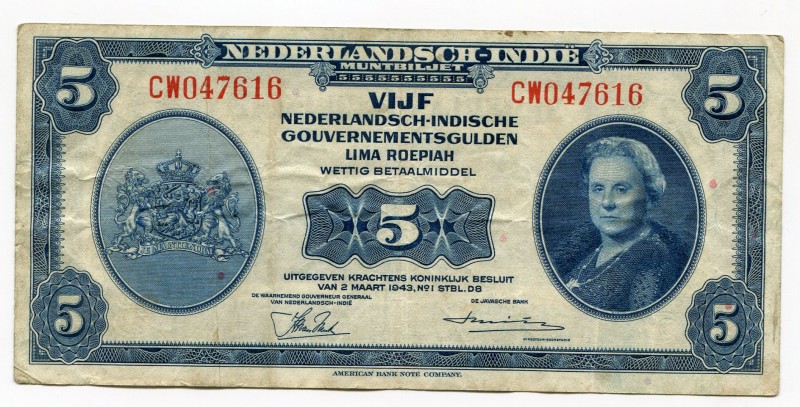 NEDERLANDSCH-INDIË
MUNTBILJET
5 5555555555 5
CW047616 CW047616
VIJF
NEDERLANDSCH-INDISCHE
GOUVERNEMENTSGULDEN
LIMA ROEPIAH
WETTIG BETAALMIDDEL
5
UITGEGEVEN KRACHTENS KONINKLIJK BESLUIT
VAN 2 MAART 1943, No1 STBL. D8
DE WAARNEMEND GOUVERNEUR GENERAAL DE JAVASCHE BANK
VAN NEDERLANDSCH-INDIË
5 5
AMERICAN BANK NOTE COMPANY.